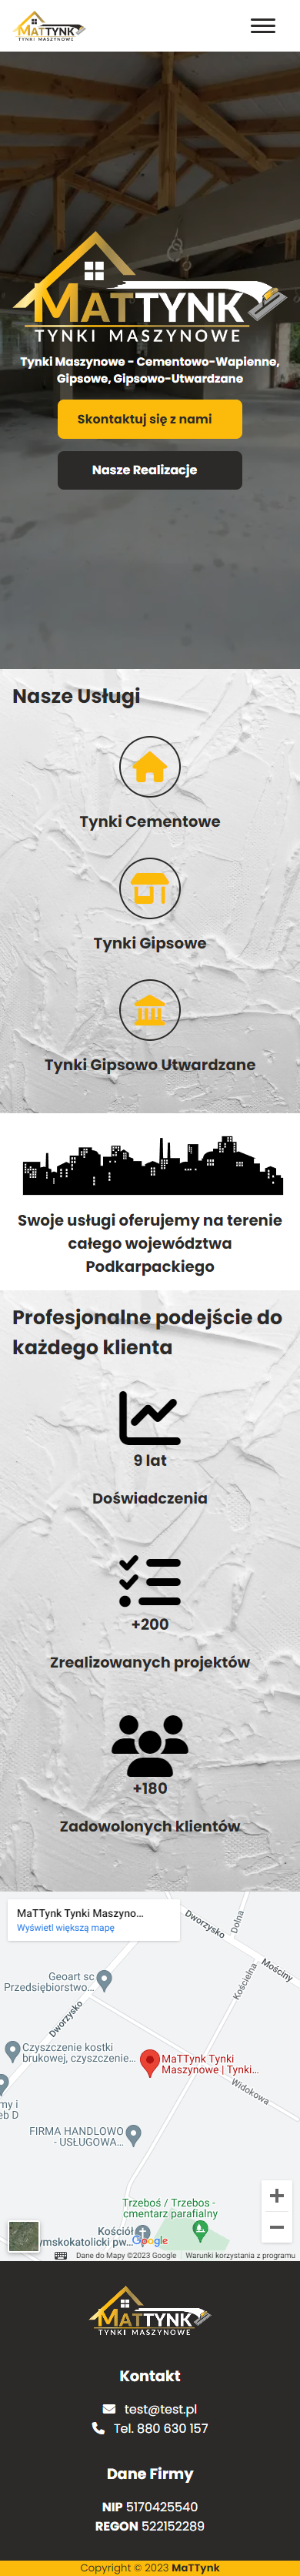 MATTYNK
TYNKI MASZYNOWE
MATTYNK
TYNKI MASZYNOWE
Tynki Maszynowe - Cementowo-Wapienne,
Gipsowe, Gipsowo-Utwardzane
Skontaktuj się z nami
Nasze Realizacje
Nasze Usługi
Tynki Cementowe
Tynki Gipsowe
Tynki Gipsowo Utwardzane
Swoje usługi oferujemy na terenie
całego województwa
Podkarpackiego
Profesjonalne podejście do
każdego klienta
9 lat
Doświadczenia
+200
Zrealizowanych projektów
+180
Zadowolonych klientów
MaTTynk Tynki Maszyno...
Wyświetl większą mapę
Dworzysko
Dolna
Mościny
Kościelna
Geoart sc
Przedsiębiorstwo...
Dworzysko
Czyszczenie kostki
brukowej, czyszczenie...
MaTTynk Tynki
Maszynowe | Tynki...
Widokowa
my i
eb D
FIRMA HANDLOWO
- USŁUGOWA...
Trzeboś / Trzebos -
cmentarz parafialny
Kościół
ymskokatolicki pw...
Google
Dane do Mapy ©2023 Google
Warunki korzystania z programu
MATTYNK
TYNKI MASZYNOWE
Kontakt
test@test.pl
Tel. 880 630 157
Dane Firmy
NIP 5170425540
REGON 522152289
Copyright © 2023 MaTTynk